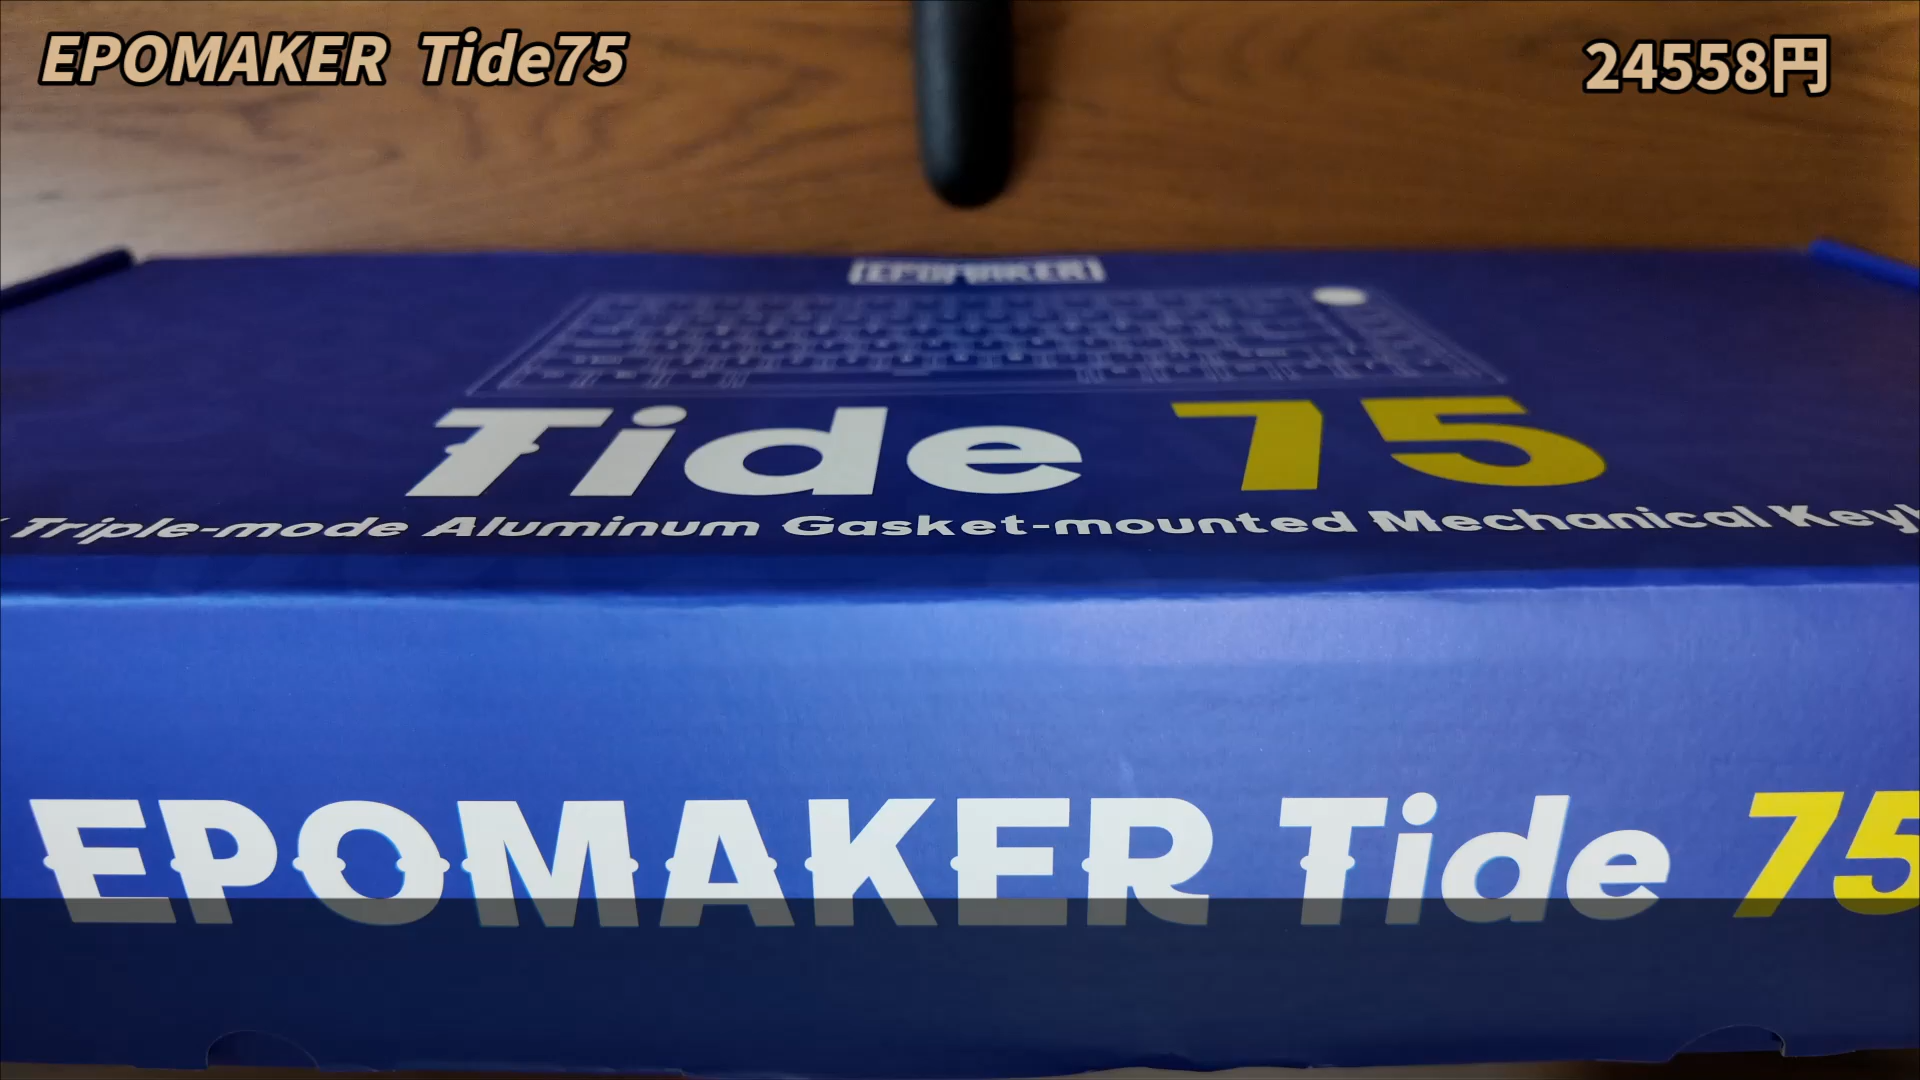 EPOMAKER Tide75
24558円
EPOMAKER
Tide 75
Triple-mode Aluminum Gasket-mounted Mechanical
EPOMAKER Tide 75